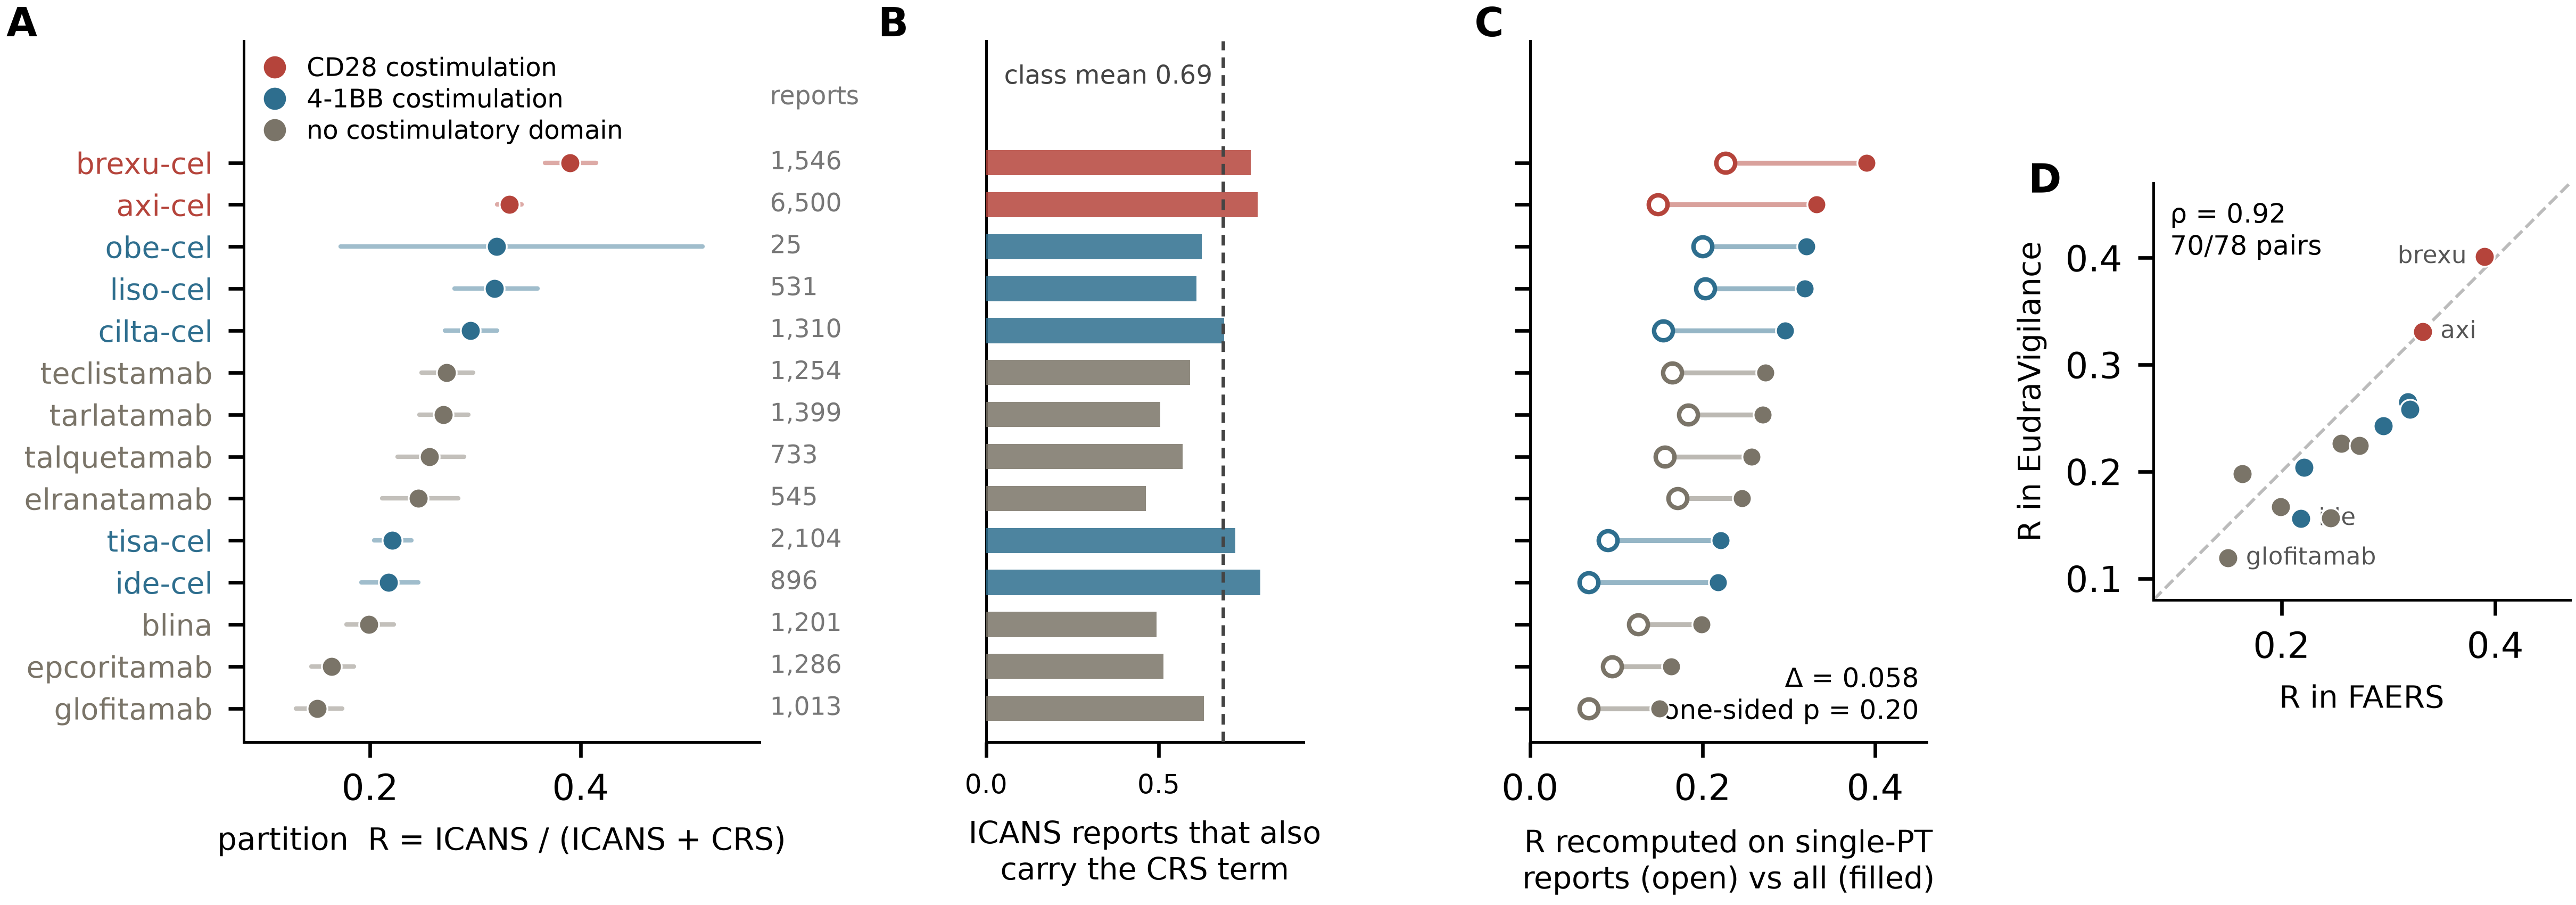 A
CD28 costimulation
4-1BB costimulation
no costimulatory domain
reports
brexu-cel 1,546
axi-cel 6,500
obe-cel 25
liso-cel 531
cilta-cel 1,310
teclistamab 1,254
tarlatamab 1,399
talquetamab 733
elranatamab 545
tisa-cel 2,104
ide-cel 896
blina 1,201
epcoritamab 1,286
glofitamab 1,013
0.2 0.4
partition R = ICANS / (ICANS + CRS)
B
class mean 0.69
0.0 0.5
ICANS reports that also
carry the CRS term
C
Δ = 0.058
one-sided p = 0.20
0.0 0.2 0.4
R recomputed on single-PT
reports (open) vs all (filled)
D
ρ = 0.92
70/78 pairs
brexu
axi
glofitamab
R in EudraVigilance
0.4
0.3
0.2
0.1
0.2 0.4
R in FAERS